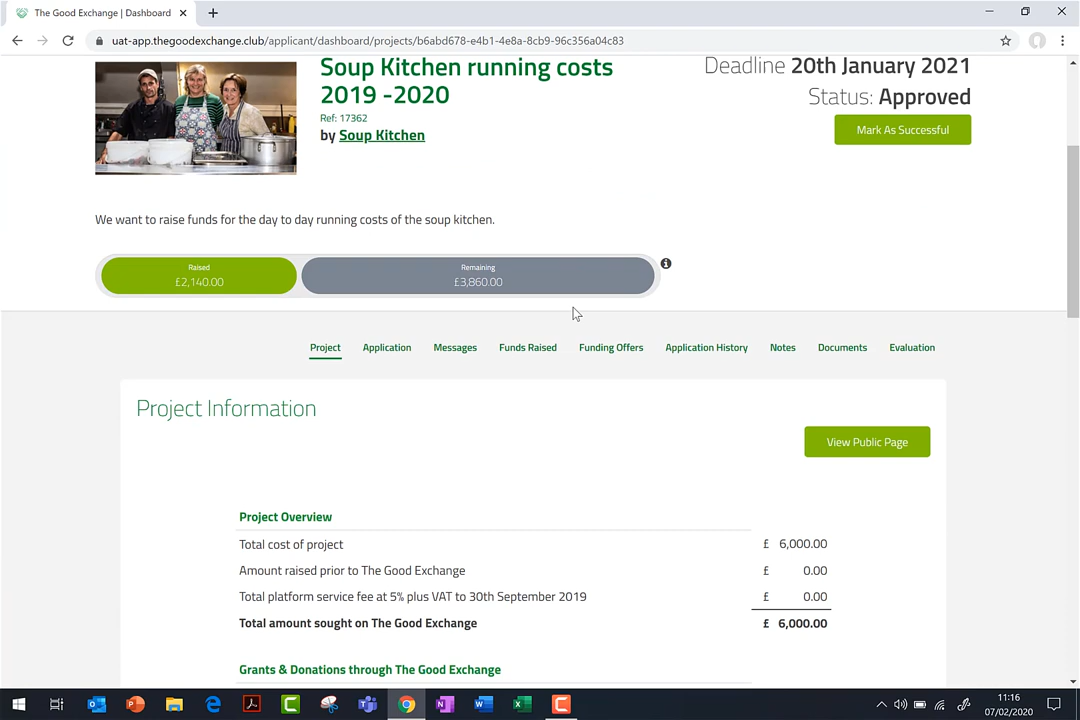 The Good Exchange | Dashboard
uat-app.thegoodexchange.club/applicant/dashboard/projects/b6abd678-e4b1-4e8a-8cb9-96c356a04c83
Soup Kitchen running costs
2019 -2020
Ref: 17362
by Soup Kitchen
Deadline 20th January 2021
Status: Approved
Mark As Successful
We want to raise funds for the day to day running costs of the soup kitchen.
Raised
£2,140.00
Remaining
£3,860.00
Project Application Messages Funds Raised Funding Offers Application History Notes Documents Evaluation
Project Information
View Public Page
Project Overview
Total cost of project £ 6,000.00
Amount raised prior to The Good Exchange £ 0.00
Total platform service fee at 5% plus VAT to 30th September 2019 £ 0.00
Total amount sought on The Good Exchange £ 6,000.00
Grants & Donations through The Good Exchange
11:16
07/02/2020